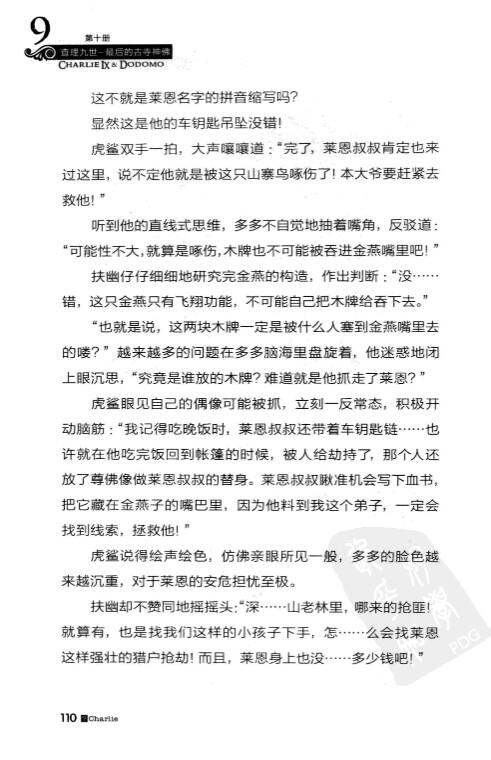 9
第十册
查理九世-最后的古寺神佛
CHARLIE IX & DODOMO
这不就是莱恩名字的拼音缩写吗？
显然这是他的车钥匙吊坠没错！
虎鲨双手一拍，大声嚷嚷道：“完了，莱恩叔叔肯定也来
过这里，说不定他就是被这只山寨鸟啄伤了！本大爷要赶紧去
救他！”
听到他的直线式思维，多多不自觉地抽着嘴角，反驳道：
“可能性不大，就算是啄伤，木牌也不可能被吞进金燕嘴里吧！”
扶幽仔仔细细地研究完金燕的构造，作出判断：“没……
错，这只金燕只有飞翔功能，不可能自己把木牌给吞下去。”
“也就是说，这两块木牌一定是被什么人塞到金燕嘴里去
的喽？”越来越多的问题在多多脑海里盘旋着，他迷惑地闭
上眼沉思，“究竟是谁放的木牌？难道就是他抓走了莱恩？”
虎鲨眼见自己的偶像可能被抓，立刻一反常态，积极开
动脑筋：“我记得吃晚饭时，莱恩叔叔还带着车钥匙链……也
许就在他吃完饭回到帐篷的时候，被人给劫持了，那个人还
放了尊佛像做莱恩叔叔的替身。莱恩叔叔瞅准机会写下血书，
把它藏在金燕子的嘴巴里，因为他料到我这个弟子，一定会
找到线索，拯救他！”
虎鲨说得绘声绘色，仿佛亲眼所见一般，多多的脸色越
来越沉重，对于莱恩的安危担忧至极。
扶幽却不赞同地摇摇头：“深……山老林里，哪来的抢匪！
就算有，也是找我们这样的小孩子下手，怎……么会找莱恩
这样强壮的猎户抢劫！而且，莱恩身上也没……多少钱吧！”
PDG
110 Charlie